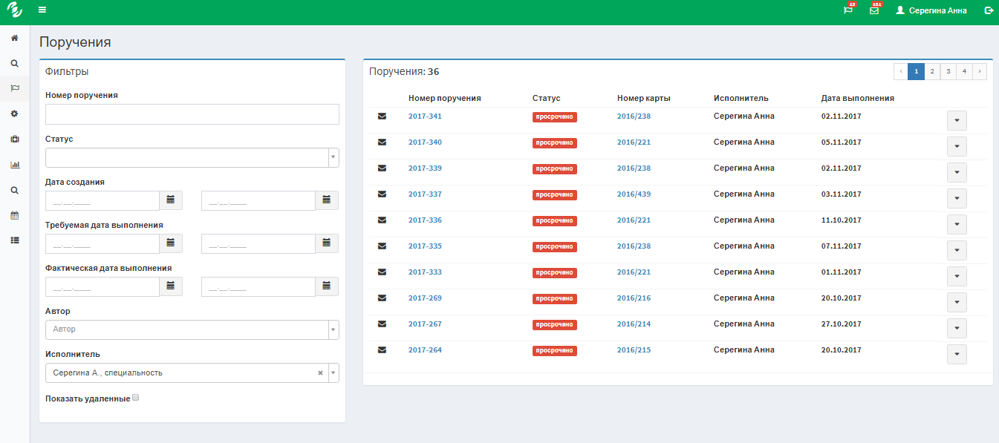 13 181 Серегина Анна
Поручения
Фильтры
Номер поручения
Статус
Дата создания
__.__.____ __.__.____
Требуемая дата выполнения
__.__.____ __.__.____
Фактическая дата выполнения
__.__.____ __.__.____
Автор
Автор
Исполнитель
Серегина А., специальность ×
Показать удаленные
Поручения: 36
‹ 1 2 3 4 ›
Номер поручения Статус Номер карты Исполнитель Дата выполнения
2017-341 просрочено 2016/238 Серегина Анна 02.11.2017
2017-340 просрочено 2016/221 Серегина Анна 05.11.2017
2017-339 просрочено 2016/238 Серегина Анна 02.11.2017
2017-337 просрочено 2016/439 Серегина Анна 03.11.2017
2017-336 просрочено 2016/221 Серегина Анна 11.10.2017
2017-335 просрочено 2016/238 Серегина Анна 07.11.2017
2017-333 просрочено 2016/221 Серегина Анна 01.11.2017
2017-269 просрочено 2016/216 Серегина Анна 20.10.2017
2017-267 просрочено 2016/214 Серегина Анна 27.10.2017
2017-264 просрочено 2016/215 Серегина Анна 20.10.2017